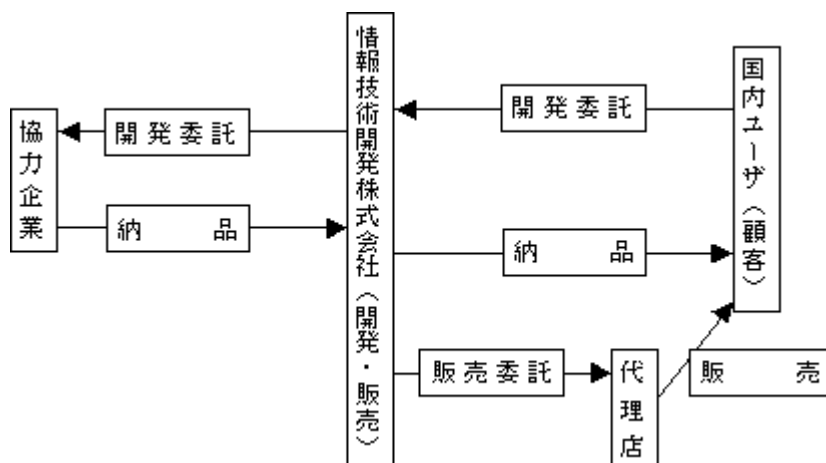 協力企業
開発委託
納品
情報技術開発株式会社(開発・販売)
開発委託
納品
販売委託
代理店
販売
国内ユーザ(顧客)